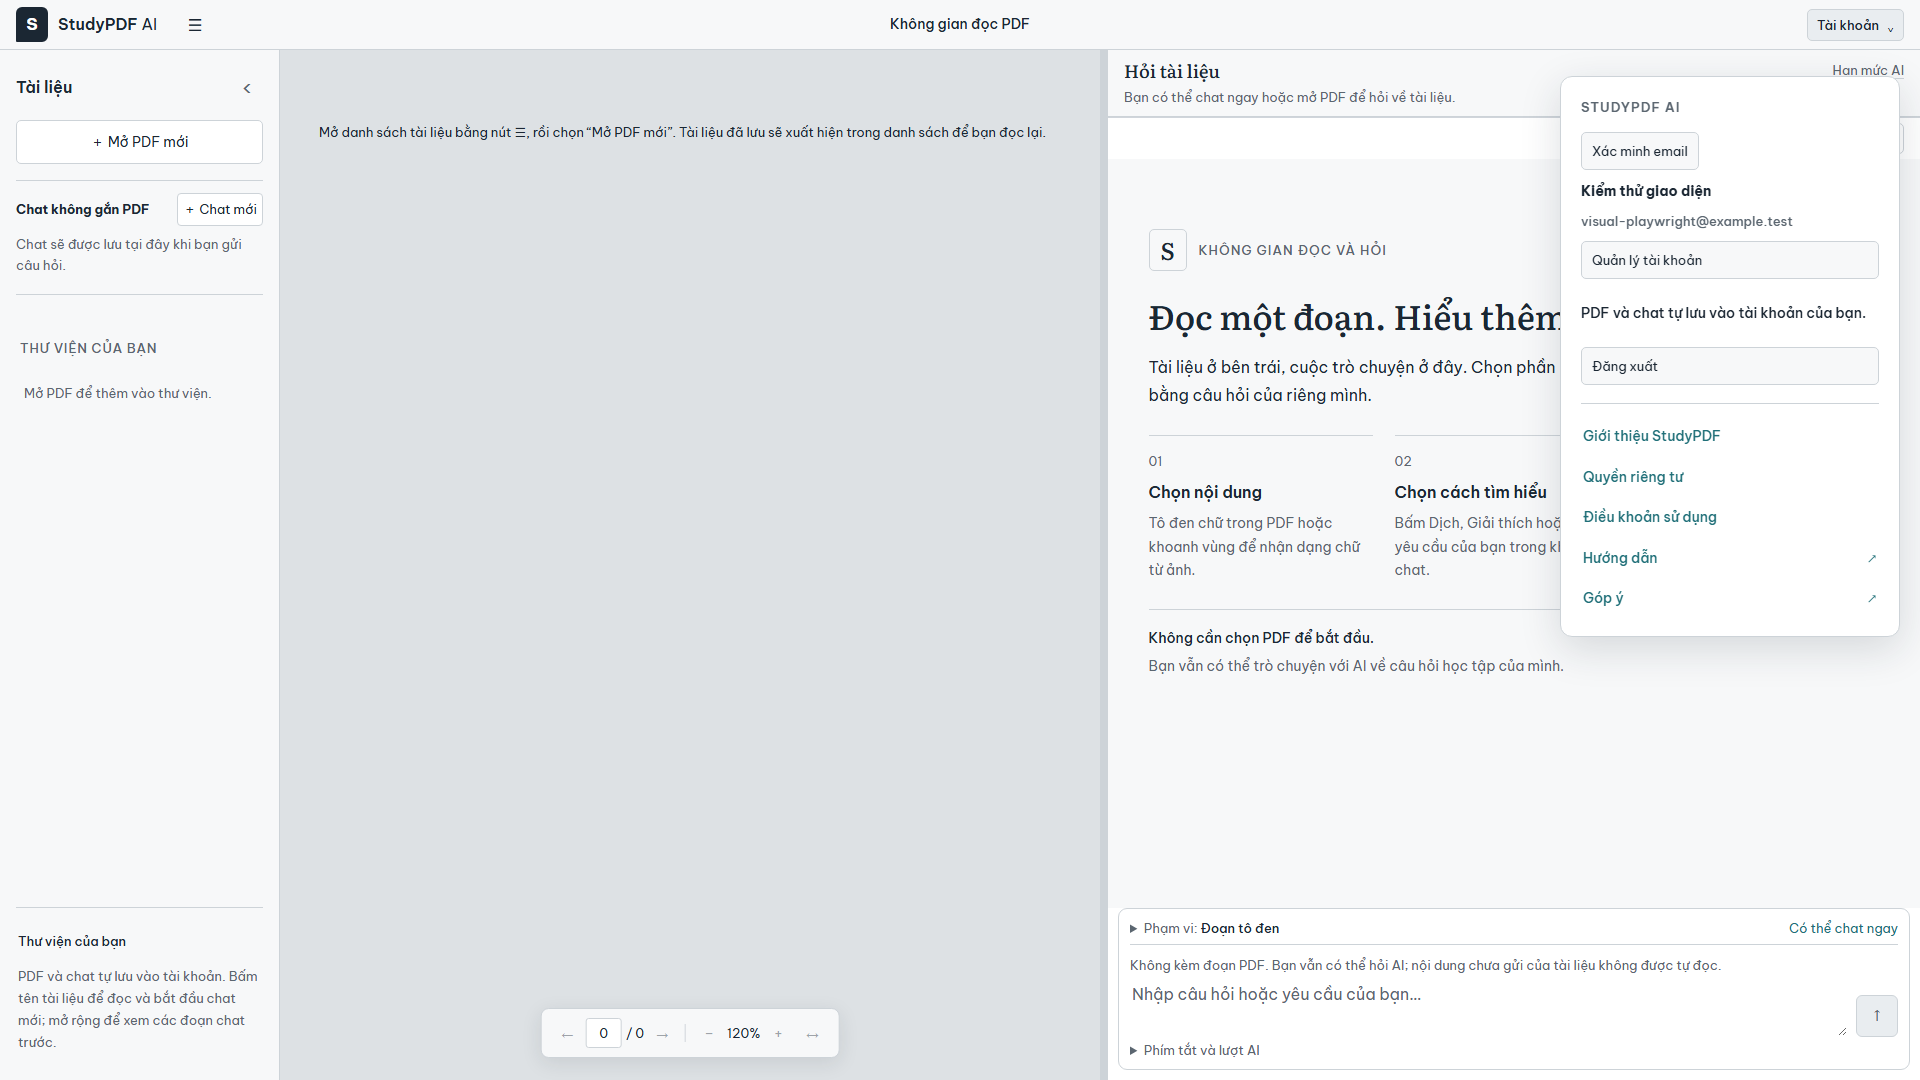 S StudyPDF AI ☰
Không gian đọc PDF
Tài khoản
Tài liệu
+ Mở PDF mới
Chat không gắn PDF
+ Chat mới
Chat sẽ được lưu tại đây khi bạn gửi
câu hỏi.
THƯ VIỆN CỦA BẠN
Mở PDF để thêm vào thư viện.
Thư viện của bạn
PDF và chat tự lưu vào tài khoản. Bấm
tên tài liệu để đọc và bắt đầu chat
mới; mở rộng để xem các đoạn chat
trước.
Mở danh sách tài liệu bằng nút ☰, rồi chọn “Mở PDF mới”. Tài liệu đã lưu sẽ xuất hiện trong danh sách để bạn đọc lại.
← 0 / 0 → − 120% + ↔
Hỏi tài liệu
Bạn có thể chat ngay hoặc mở PDF để hỏi về tài liệu.
Hạn mức AI
S KHÔNG GIAN ĐỌC VÀ HỎI
Đọc một đoạn. Hiểu thêm
Tài liệu ở bên trái, cuộc trò chuyện ở đây. Chọn phần
bằng câu hỏi của riêng mình.
01
Chọn nội dung
Tô đen chữ trong PDF hoặc
khoanh vùng để nhận dạng chữ
từ ảnh.
02
Chọn cách tìm hiểu
Bấm Dịch, Giải thích hoặc
yêu cầu của bạn trong
chat.
Không cần chọn PDF để bắt đầu.
Bạn vẫn có thể trò chuyện với AI về câu hỏi học tập của mình.
STUDYPDF AI
Xác minh email
Kiểm thử giao diện
visual-playwright@example.test
Quản lý tài khoản
PDF và chat tự lưu vào tài khoản của bạn.
Đăng xuất
Giới thiệu StudyPDF
Quyền riêng tư
Điều khoản sử dụng
Hướng dẫn ↗
Góp ý ↗
▶ Phạm vi: Đoạn tô đen
Có thể chat ngay
Không kèm đoạn PDF. Bạn vẫn có thể hỏi AI; nội dung chưa gửi của tài liệu không được tự đọc.
Nhập câu hỏi hoặc yêu cầu của bạn...
↑
▶ Phím tắt và lượt AI